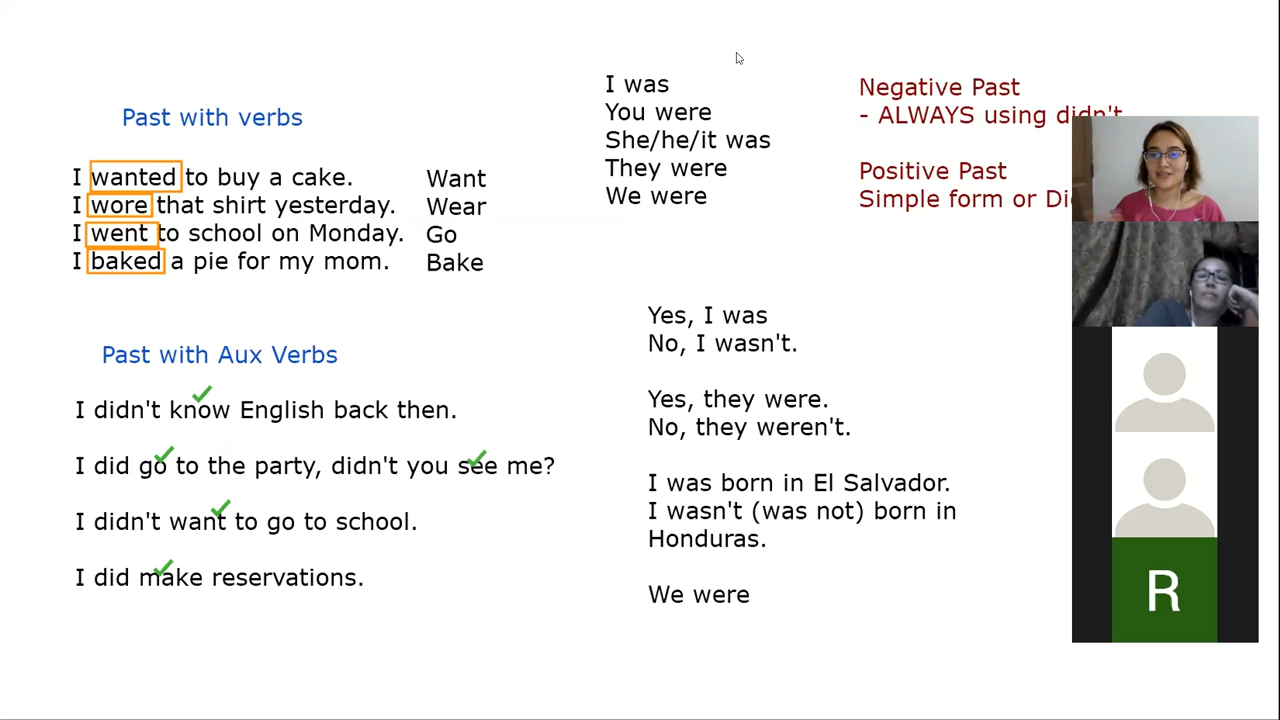 Past with verbs
I wanted to buy a cake.
I wore that shirt yesterday.
I went to school on Monday.
I baked a pie for my mom.
Want
Wear
Go
Bake
Past with Aux Verbs
I didn't know English back then.
I did go to the party, didn't you see me?
I didn't want to go to school.
I did make reservations.
I was
You were
She/he/it was
They were
We were
Negative Past
- ALWAYS using didn't
Positive Past
Simple form or
Yes, I was
No, I wasn't.
Yes, they were.
No, they weren't.
I was born in El Salvador.
I wasn't (was not) born in
Honduras.
We were
R